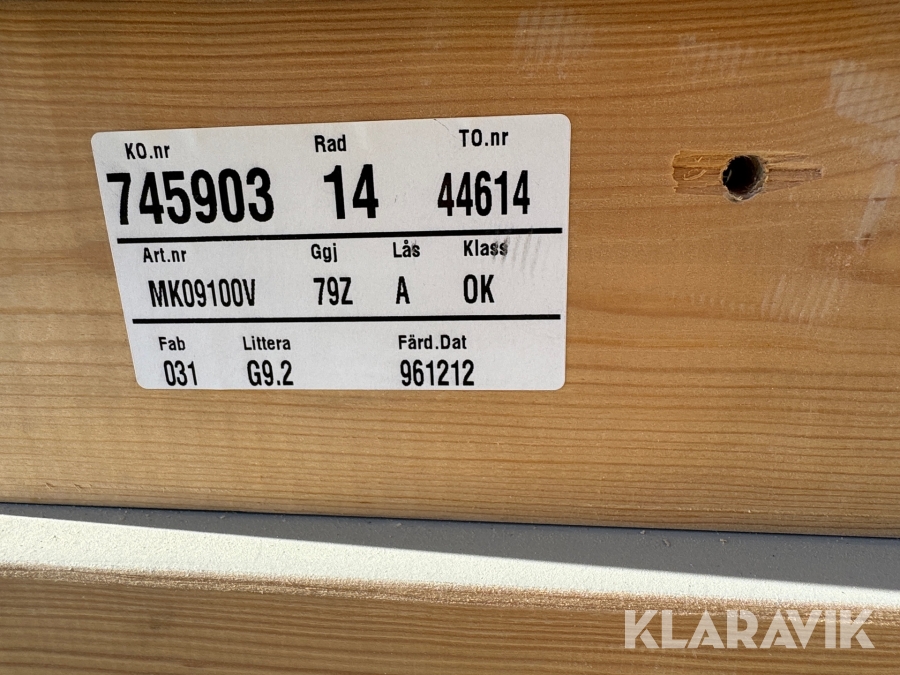 KO.nr Rad TO.nr
745903 14 44614
Art.nr Ggj Lås Klass
MK09100V 79Z A OK
Fab Littera Färd.Dat
031 G9.2 961212
KLARAVIK